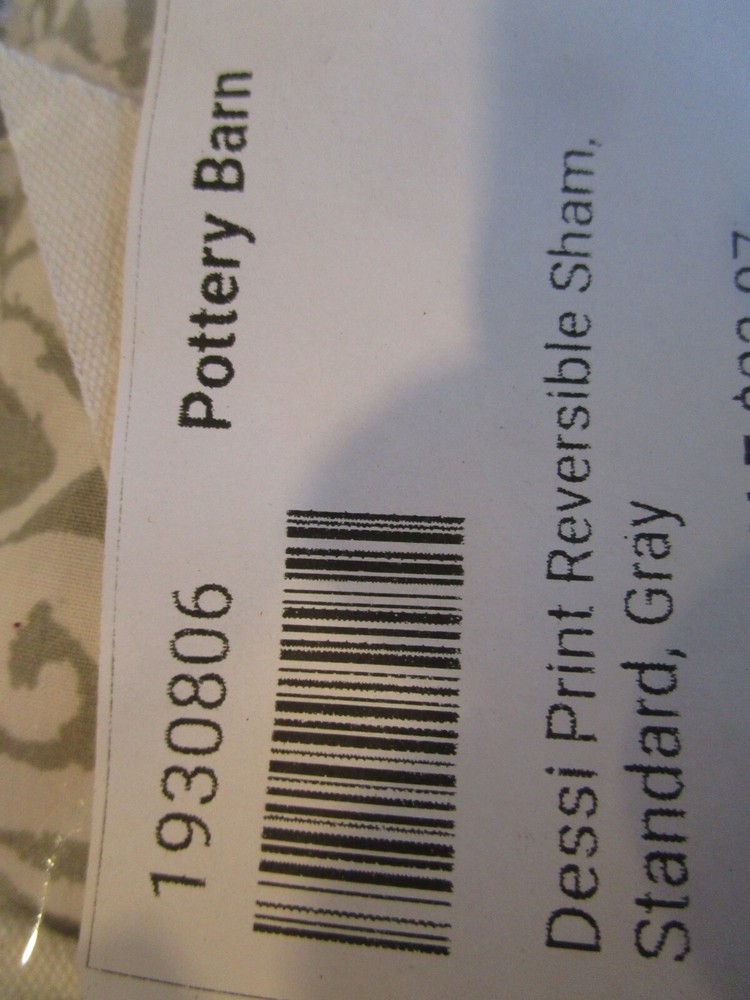 1930806 Pottery Barn
Dessi Print Reversible Sham,
Standard, Gray